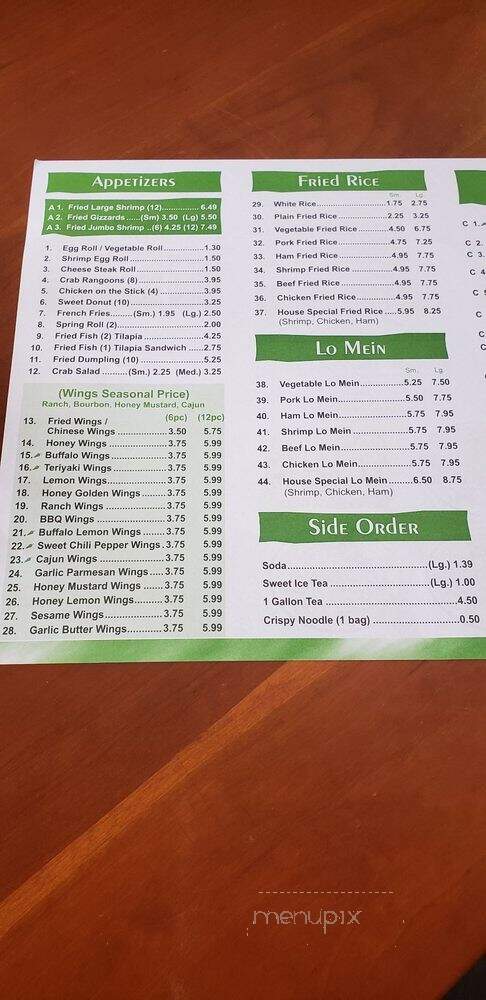 Appetizers
A 1. Fried Large Shrimp (12)............... 6.49
A 2. Fried Gizzards......(Sm) 3.50 (Lg) 5.50
A 3. Fried Jumbo Shrimp ..(6) 4.25 (12) 7.49
1. Egg Roll / Vegetable Roll..............1.30
2. Shrimp Egg Roll.........................1.50
3. Cheese Steak Roll......................1.50
4. Crab Rangoons (8)....................3.95
5. Chicken on the Stick (4)..............3.95
6. Sweet Donut (10).......................3.25
7. French Fries........(Sm.) 1.95 (Lg.) 2.50
8. Spring Roll (2)............................2.00
9. Fried Fish (2) Tilapia...................4.25
10. Fried Fish (1) Tilapia Sandwich .....2.75
11. Fried Dumpling (10)....................5.25
12. Crab Salad..........(Sm.) 2.25 (Med.) 3.25
(Wings Seasonal Price)
Ranch, Bourbon, Honey Mustard, Cajun
(6pc) (12pc)
13. Fried Wings /
Chinese Wings ...............3.50 5.75
14. Honey Wings ..................3.75 5.99
15. Buffalo Wings .................3.75 5.99
16. Teriyaki Wings ................3.75 5.99
17. Lemon Wings...................3.75 5.99
18. Honey Golden Wings........3.75 5.99
19. Ranch Wings ..................3.75 5.99
20. BBQ Wings .....................3.75 5.99
21. Buffalo Lemon Wings.......3.75 5.99
22. Sweet Chili Pepper Wings.3.75 5.99
23. Cajun Wings ...................3.75 5.99
24. Garlic Parmesan Wings ....3.75 5.99
25. Honey Mustard Wings ......3.75 5.99
26. Honey Lemon Wings.........3.75 5.99
27. Sesame Wings.................3.75 5.99
28. Garlic Butter Wings...........3.75 5.99
Fried Rice
Sm. Lg.
29. White Rice.......................1.75 2.75
30. Plain Fried Rice................2.25 3.25
31. Vegetable Fried Rice.........4.50 6.75
32. Pork Fried Rice................4.75 7.25
33. Ham Fried Rice................4.95 7.75
34. Shrimp Fried Rice ............4.95 7.75
35. Beef Fried Rice................4.95 7.75
36. Chicken Fried Rice...........4.95 7.75
37. House Special Fried Rice....5.95 8.25
(Shrimp, Chicken, Ham)
Lo Mein
Sm. Lg.
38. Vegetable Lo Mein............5.25 7.50
39. Pork Lo Mein...................5.50 7.75
40. Ham Lo Mein...................5.75 7.95
41. Shrimp Lo Mein................5.75 7.95
42. Beef Lo Mein...................5.75 7.95
43. Chicken Lo Mein...............5.75 7.95
44. House Special Lo Mein......6.50 8.75
(Shrimp, Chicken, Ham)
Side Order
Soda..........................................(Lg.) 1.39
Sweet Ice Tea .............................(Lg.) 1.00
1 Gallon Tea ......................................4.50
Crispy Noodle (1 bag) .........................0.50
C 1.
C 2.
C 3.
C 4
C
C
C
C
menupix